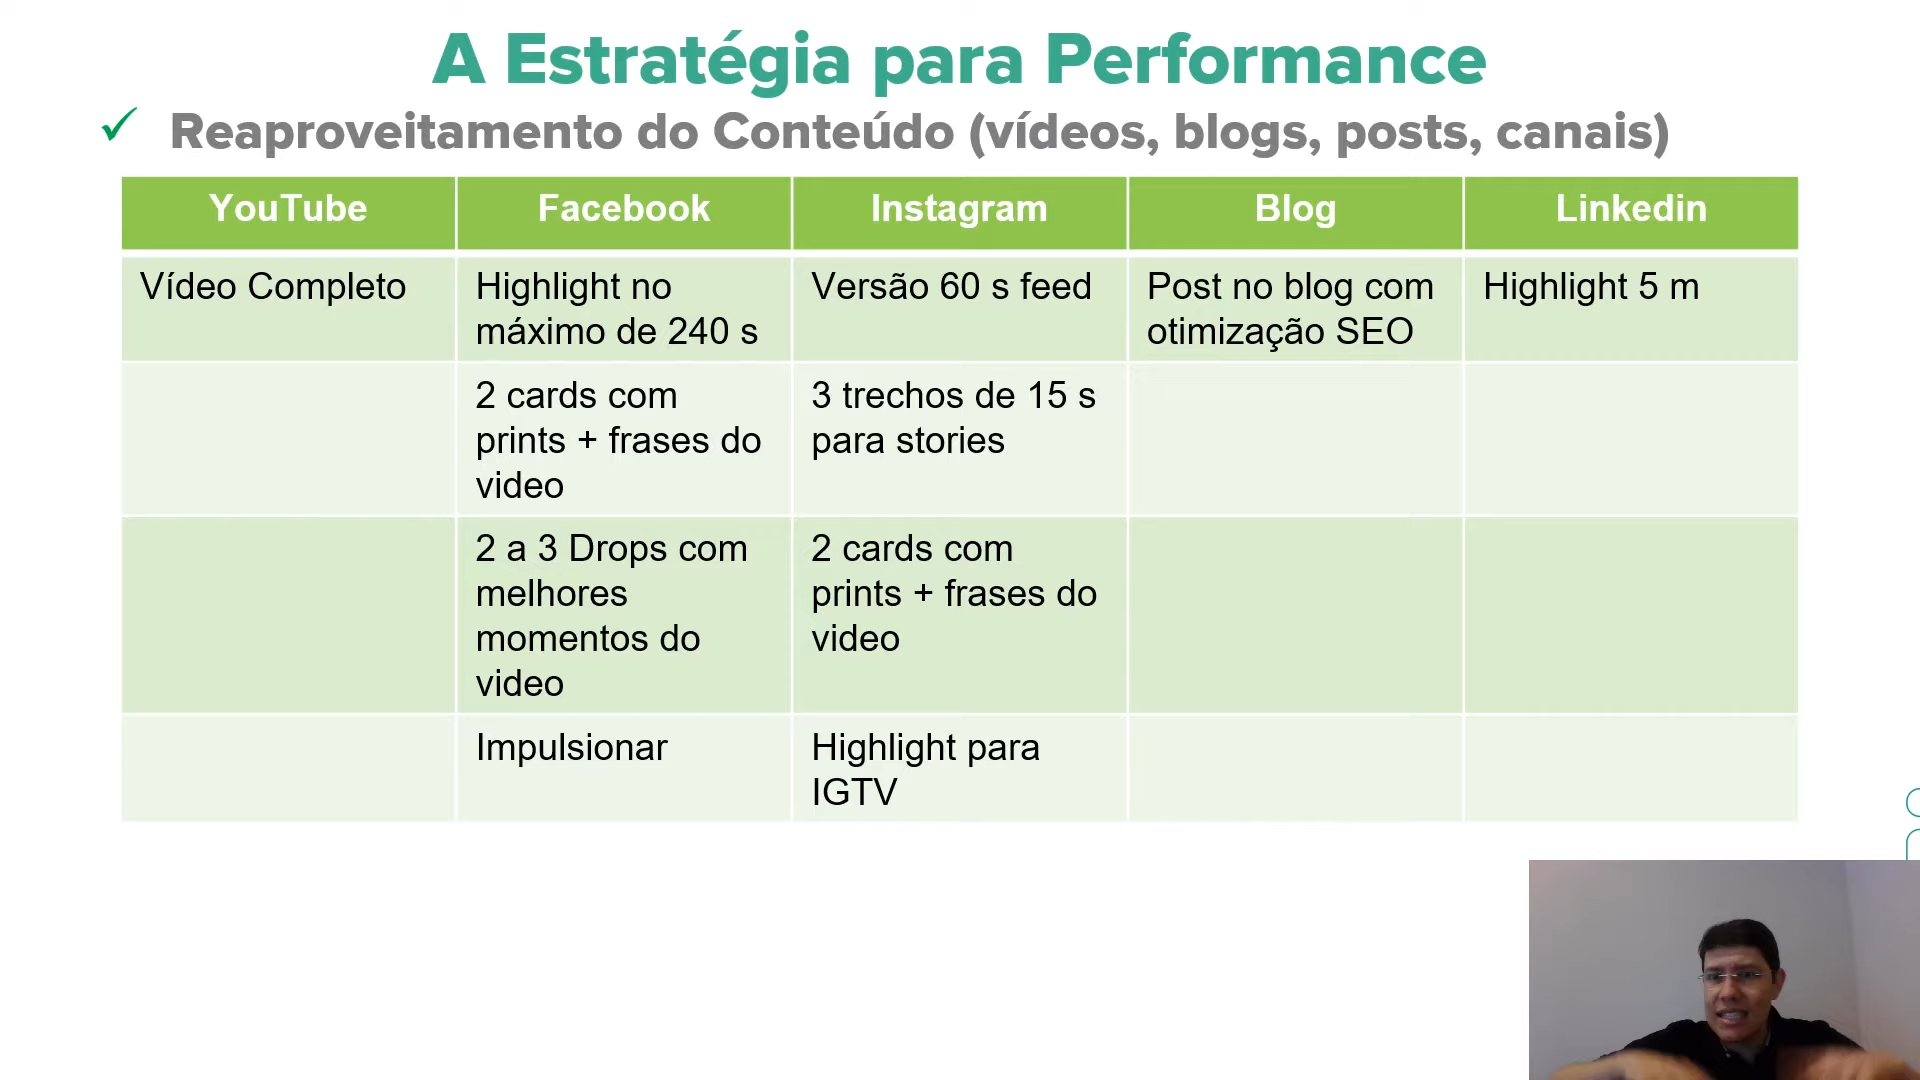 A Estratégia para Performance
✓ Reaproveitamento do Conteúdo (vídeos, blogs, posts, canais)
YouTube Facebook Instagram Blog Linkedin
Vídeo Completo
Highlight no
máximo de 240 s
Versão 60 s feed
Post no blog com
otimização SEO
Highlight 5 m
2 cards com
prints + frases do
video
3 trechos de 15 s
para stories
2 a 3 Drops com
melhores
momentos do
video
2 cards com
prints + frases do
video
Impulsionar
Highlight para
IGTV